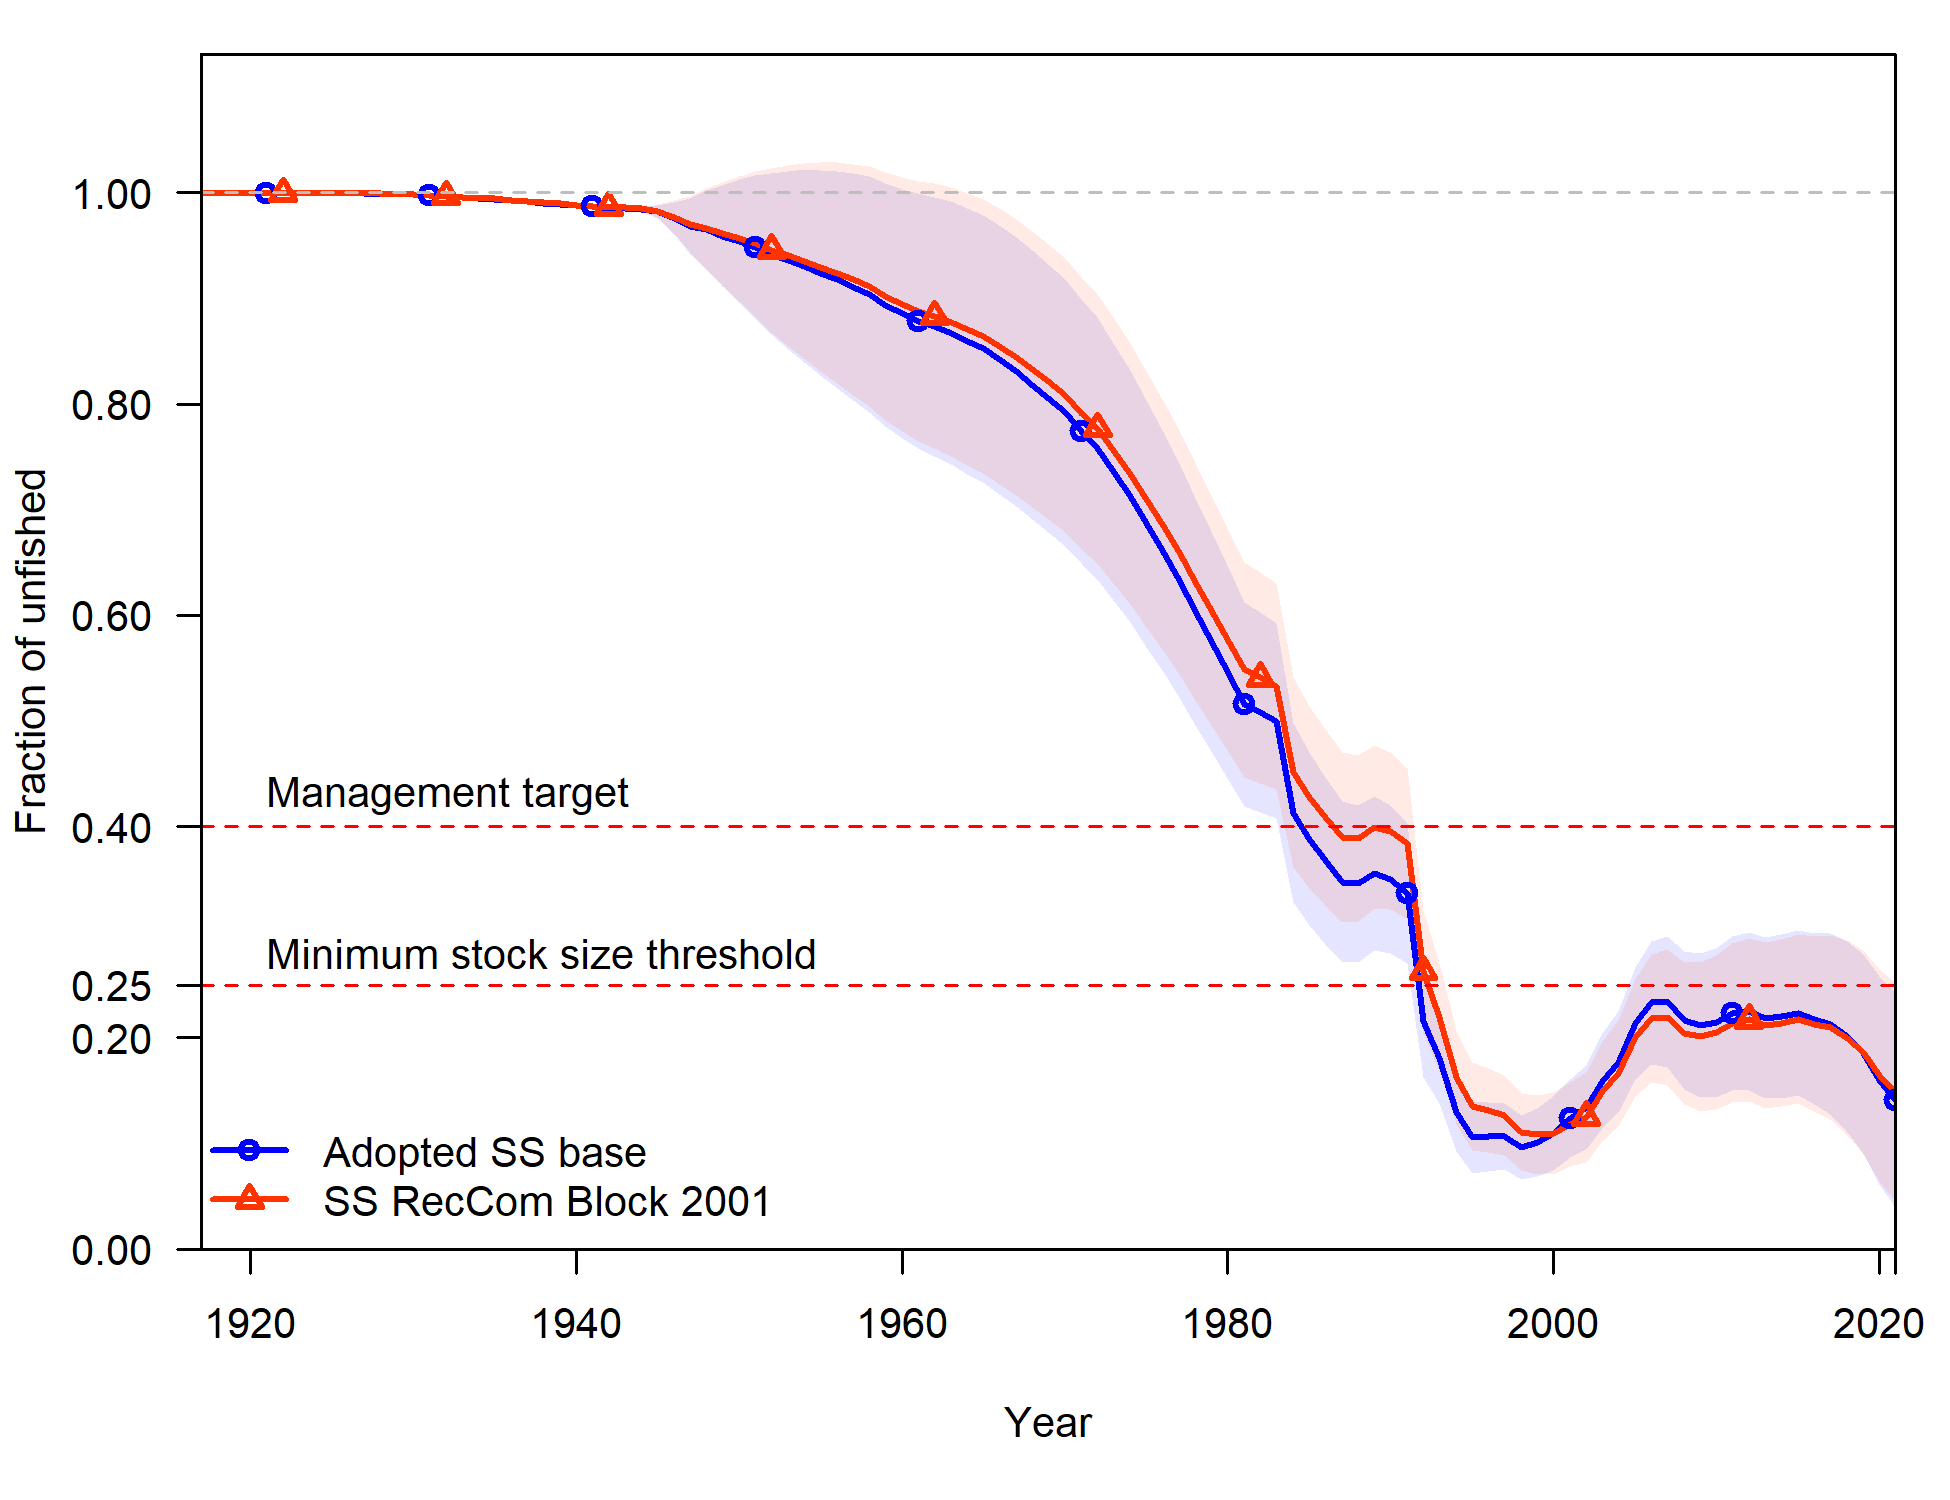 Fraction of unfished
1.00
0.80
0.60
0.40
0.25
0.20
0.00
Management target
Minimum stock size threshold
Adopted SS base
SS RecCom Block 2001
1920
1940
1960
1980
2000
2020
Year